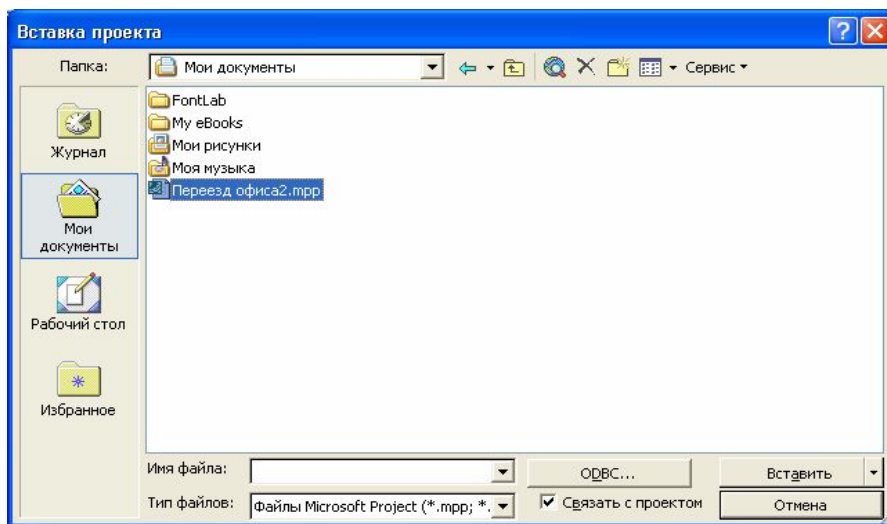 Вставка проекта
Папка:
Мои документы
Сервис
FontLab
My eBooks
Мои рисунки
Моя музыка
Переезд офиса2.mpp
Журнал
Мои
документы
Рабочий стол
Избранное
Имя файла:
ODBC...
Вставить
Тип файлов:
Файлы Microsoft Project (*.mpp; *.
Связать с проектом
Отмена